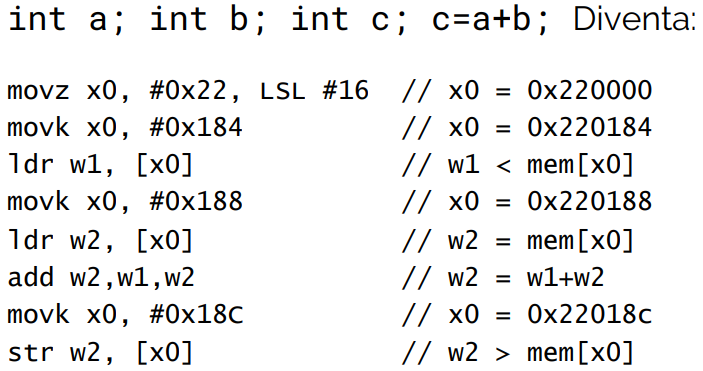 int a; int b; int c; c=a+b; Diventa:
movz x0, #0x22, LSL #16 // x0 = 0x220000
movk x0, #0x184 // x0 = 0x220184
ldr w1, [x0] // w1 < mem[x0]
movk x0, #0x188 // x0 = 0x220188
ldr w2, [x0] // w2 = mem[x0]
add w2,w1,w2 // w2 = w1+w2
movk x0, #0x18C // x0 = 0x22018c
str w2, [x0] // w2 > mem[x0]